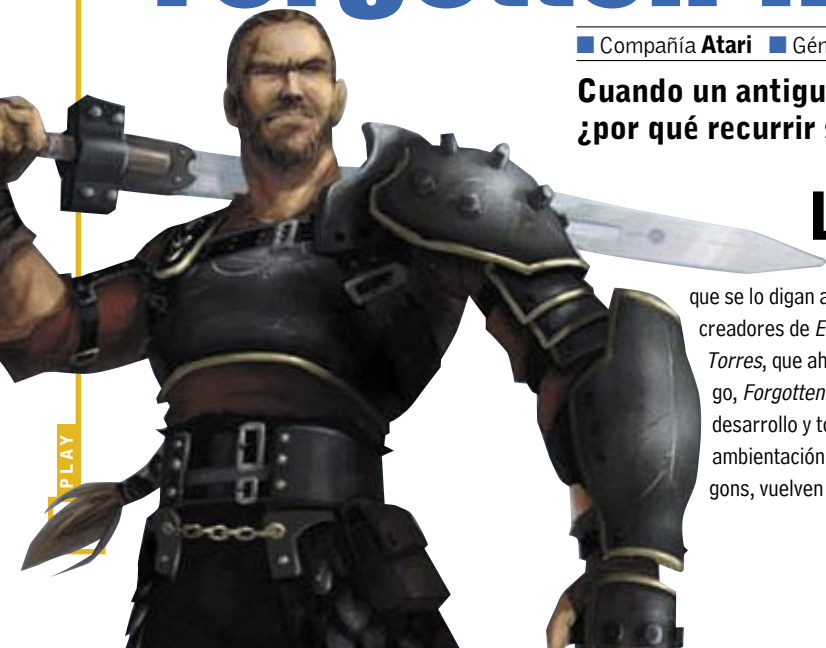 Compañía Atari
Cuando un antigu
¿por qué recurrir s
L
que se lo digan a
creadores de E
Torres, que ah
go, Forgotten
desarrollo y to
ambientación
gons, vuelven
PLAY